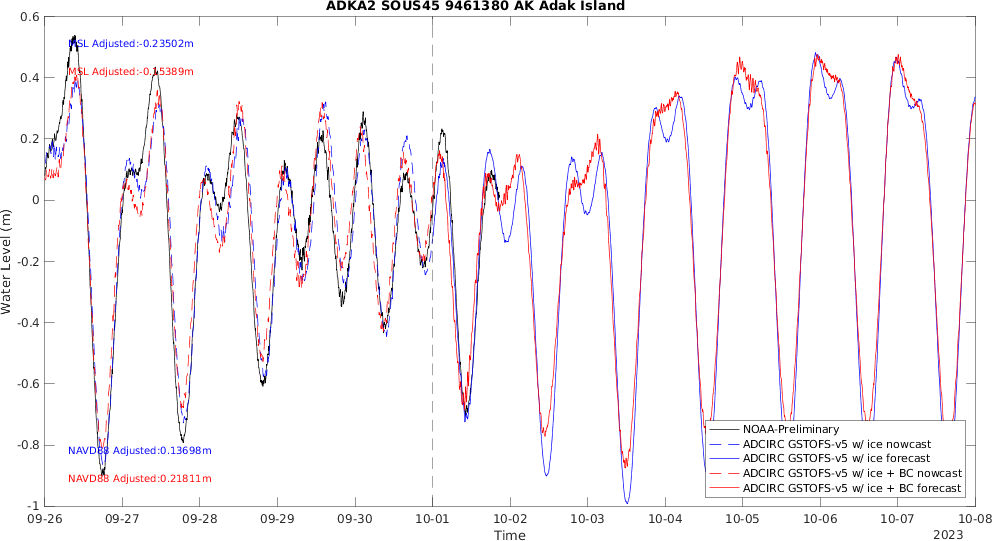 ADKA2 SOUS45 9461380 AK Adak Island
MSL Adjusted:-0.23502m
MSL Adjusted:-0.15389m
NAVD88 Adjusted:0.13698m
NAVD88 Adjusted:0.21811m
Water Level (m)
0.6
0.4
0.2
0
-0.2
-0.4
-0.6
-0.8
-1
NOAA-Preliminary
ADCIRC GSTOFS-v5 w/ ice nowcast
ADCIRC GSTOFS-v5 w/ ice forecast
ADCIRC GSTOFS-v5 w/ ice + BC nowcast
ADCIRC GSTOFS-v5 w/ ice + BC forecast
09-26 09-27 09-28 09-29 09-30 10-01 10-02 10-03 10-04 10-05 10-06 10-07 10-08
Time
2023